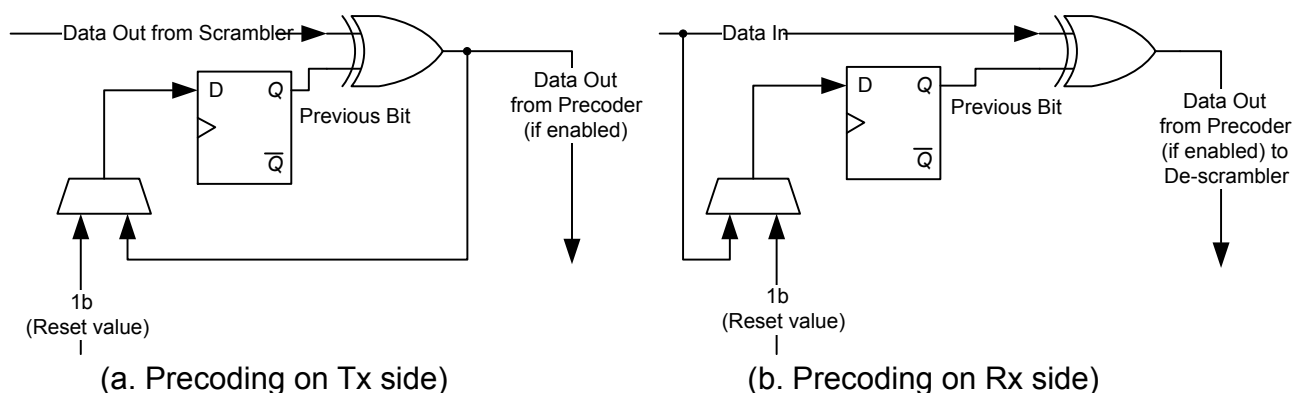 Data Out from Scrambler
D Q
Previous Bit
Q̅
Data Out
from Precoder
(if enabled)
1b
(Reset value)
(a. Precoding on Tx side)
Data In
D Q
Previous Bit
Q̅
Data Out
from Precoder
(if enabled) to
De-scrambler
1b
(Reset value)
(b. Precoding on Rx side)